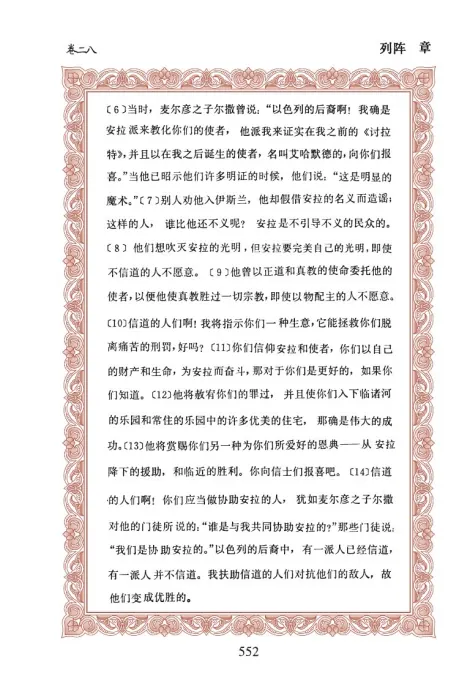 卷二八
列阵 章
〔6〕当时，麦尔彦之子尔撒曾说：“以色列的后裔啊！我确是
安拉派来教化你们的使者，他派我来证实在我之前的《讨拉
特》，并且以在我之后诞生的使者，名叫艾哈默德的，向你们报
喜。”当他已昭示他们许多明证的时候，他们说：“这是明显的
魔术。”〔7〕别人劝他入伊斯兰，他却假借安拉的名义而造谣；
这样的人，谁比他还不义呢？安拉是不引导不义的民众的。
〔8〕他们想吹灭安拉的光明，但安拉要完美自己的光明，即使
不信道的人不愿意。〔9〕他曾以正道和真教的使命委托他的
使者，以便他使真教胜过一切宗教，即使以物配主的人不愿意。
〔10〕信道的人们啊！我将指示你们一种生意，它能拯救你们脱
离痛苦的刑罚，好吗？〔11〕你们信仰安拉和使者，你们以自己
的财产和生命，为安拉而奋斗，那对于你们是更好的，如果你
们知道。〔12〕他将赦宥你们的罪过，并且使你们入下临诸河
的乐园和常住的乐园中的许多优美的住宅，那确是伟大的成
功。〔13〕他将赏赐你们另一种为你们所爱好的恩典——从安拉
降下的援助，和临近的胜利。你向信士们报喜吧。〔14〕信道
的人们啊！你们应当做协助安拉的人，犹如麦尔彦之子尔撒
对他的门徒所说的：“谁是与我共同协助安拉的？”那些门徒说：
“我们是协助安拉的。”以色列的后裔中，有一派人已经信道，
有一派人并不信道。我扶助信道的人们对抗他们的敌人，故
他们变成优胜的。
552